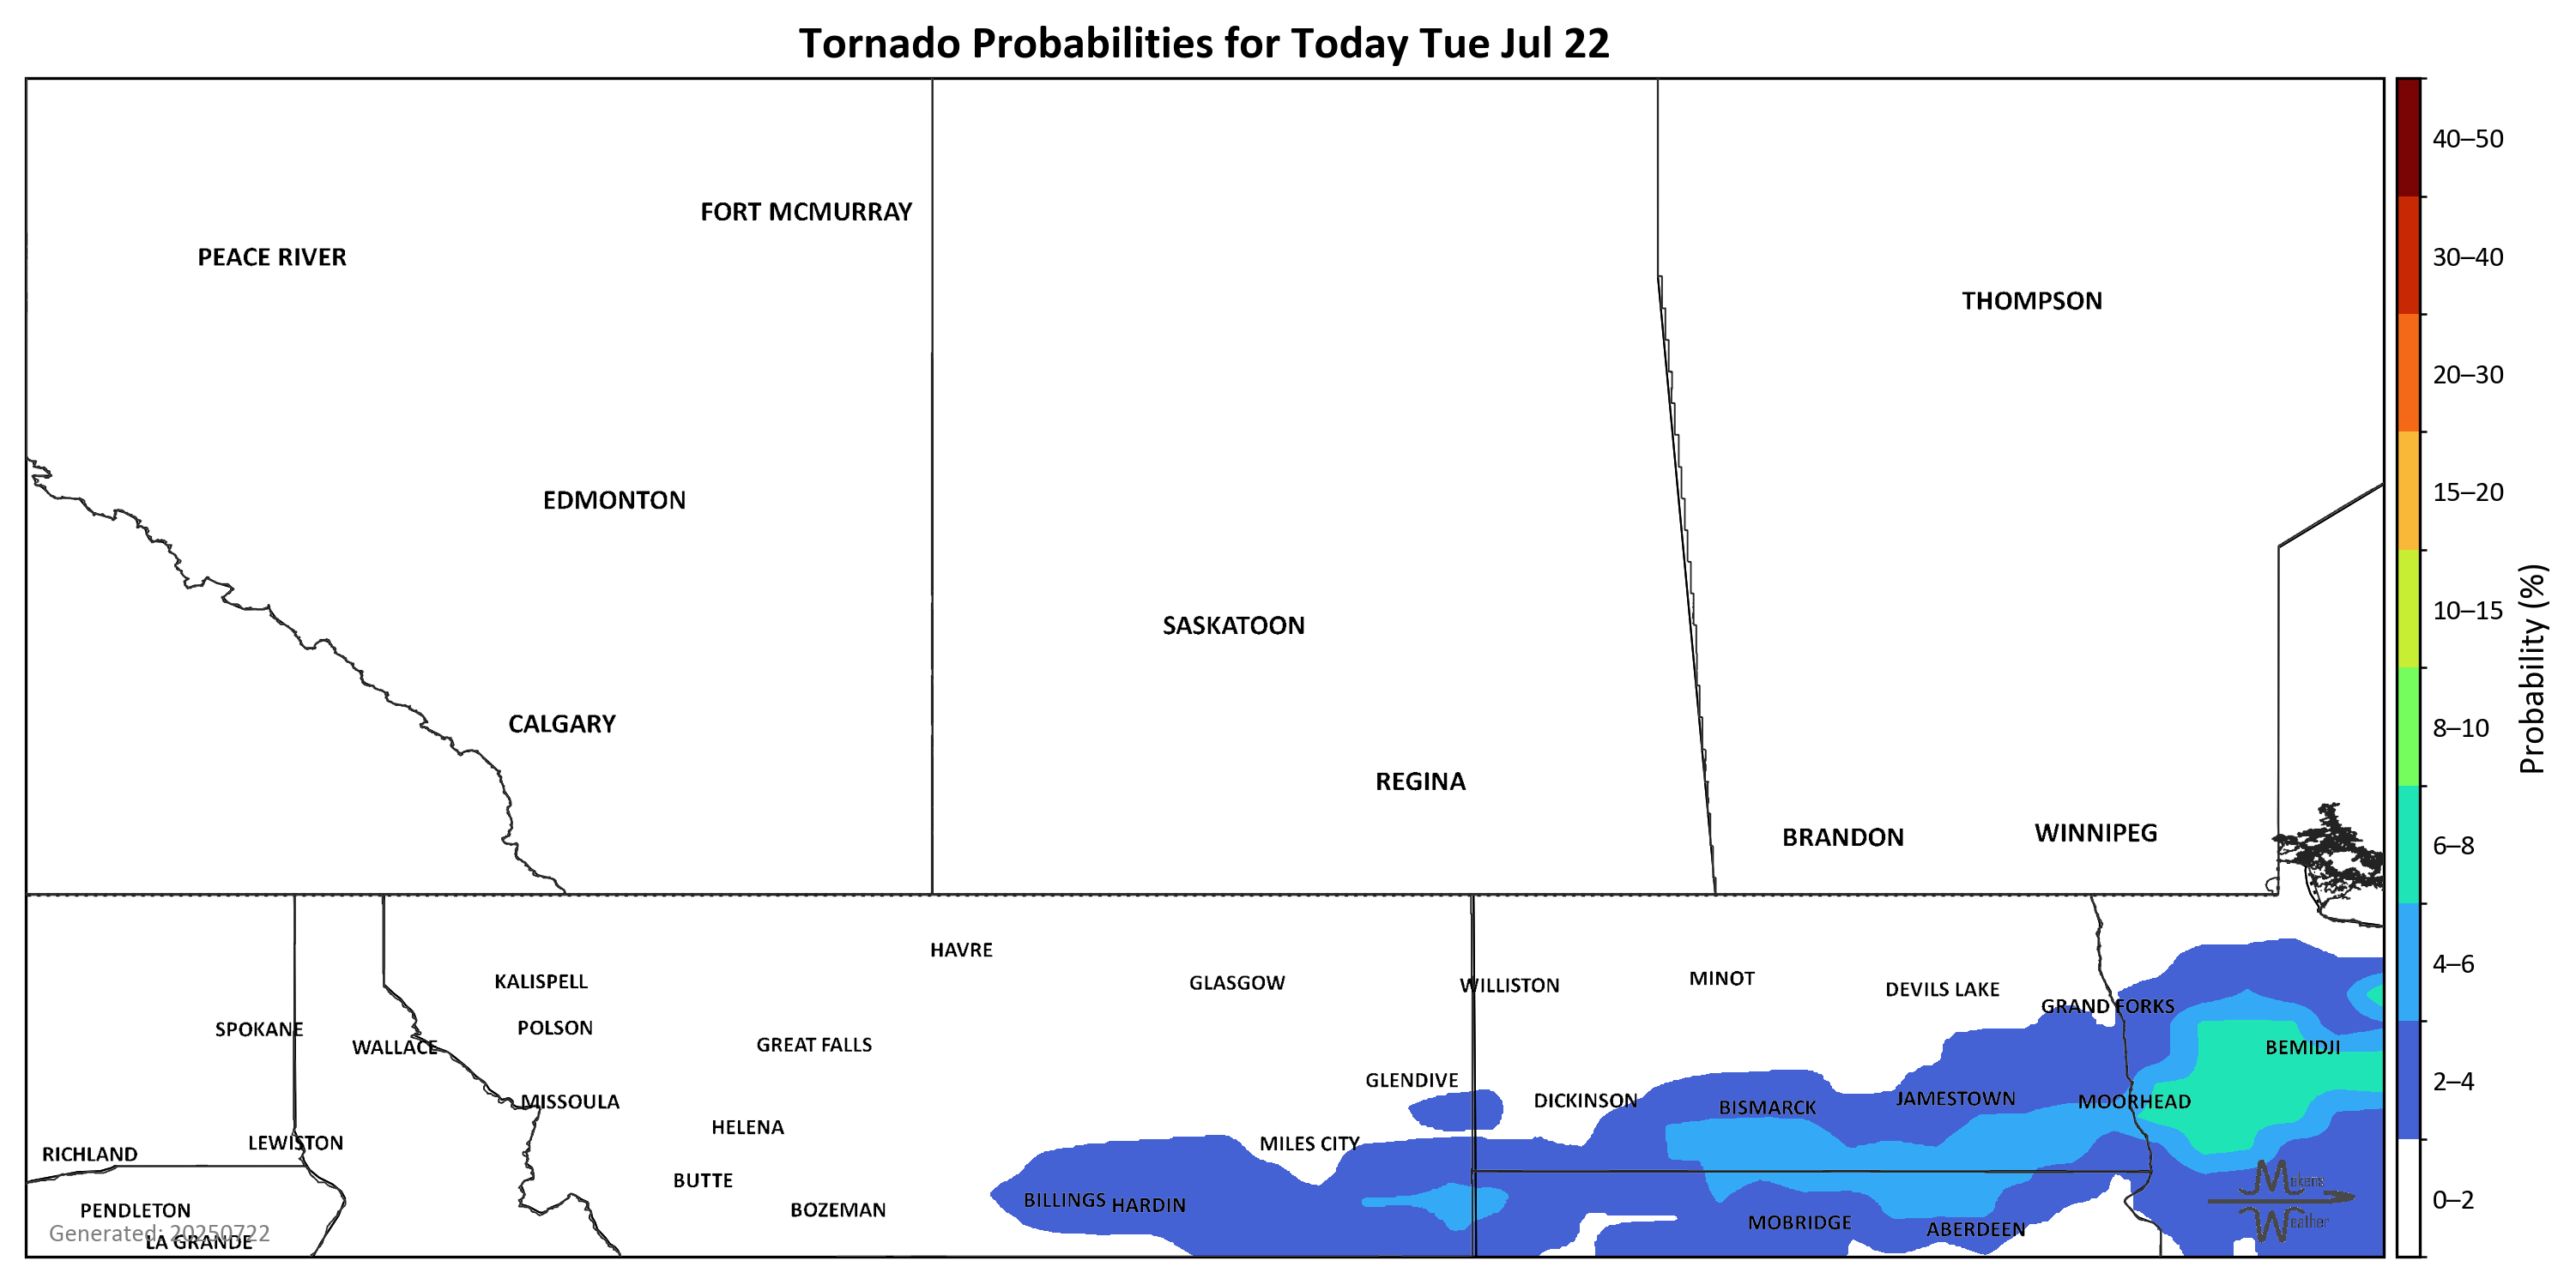 Tornado Probabilities for Today Tue Jul 22
40–50
FORT MCMURRAY
PEACE RIVER
30–40
THOMPSON
20–30
EDMONTON
15–20
10–15
SASKATOON
Probability (%)
CALGARY
8–10
REGINA
BRANDON
WINNIPEG
6–8
HAVRE
4–6
KALISPELL
GLASGOW
WILLISTON
MINOT
DEVILS LAKE
GRAND FORKS
SPOKANE
POLSON
WALLACE
GREAT FALLS
BEMIDJI
GLENDIVE
2–4
MISSOULA
DICKINSON
BISMARCK
JAMESTOWN
MOORHEAD
HELENA
LEWISTON
MILES CITY
RICHLAND
BUTTE
BILLINGS
HARDIN
0–2
PENDLETON
BOZEMAN
MOBRIDGE
ABERDEEN
Generated: 20250722
LA GRANDE
Mokens
Weather